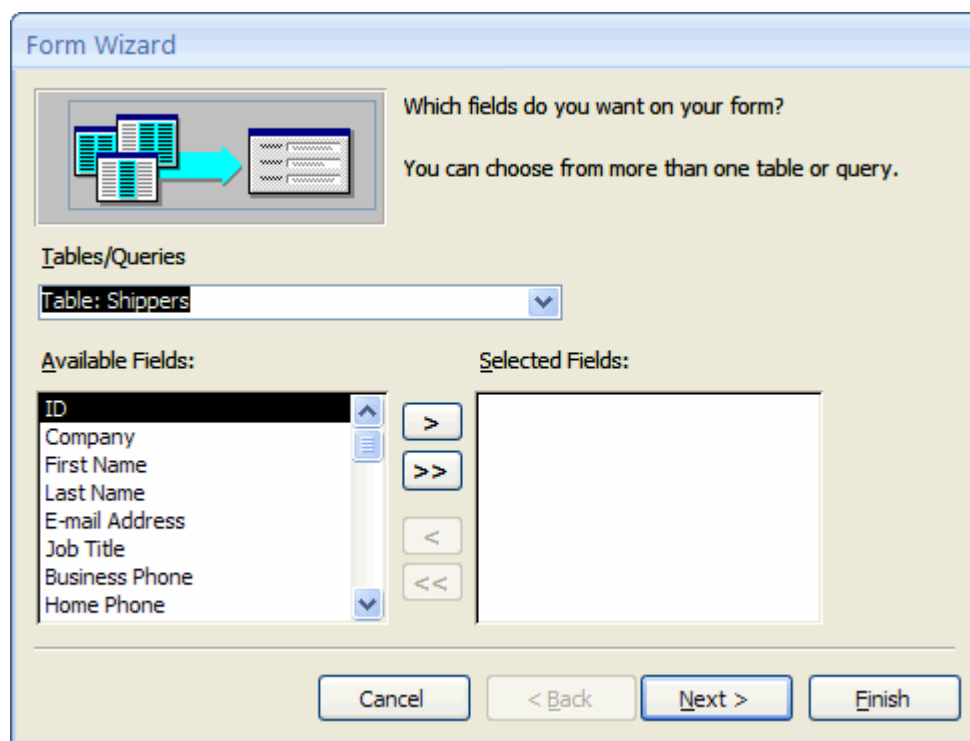 Form Wizard
Which fields do you want on your form?
You can choose from more than one table or query.
Tables/Queries
Table: Shippers
Available Fields:
Selected Fields:
ID
Company
First Name
Last Name
E-mail Address
Job Title
Business Phone
Home Phone
>
>>
<
<<
Cancel
< Back
Next >
Finish